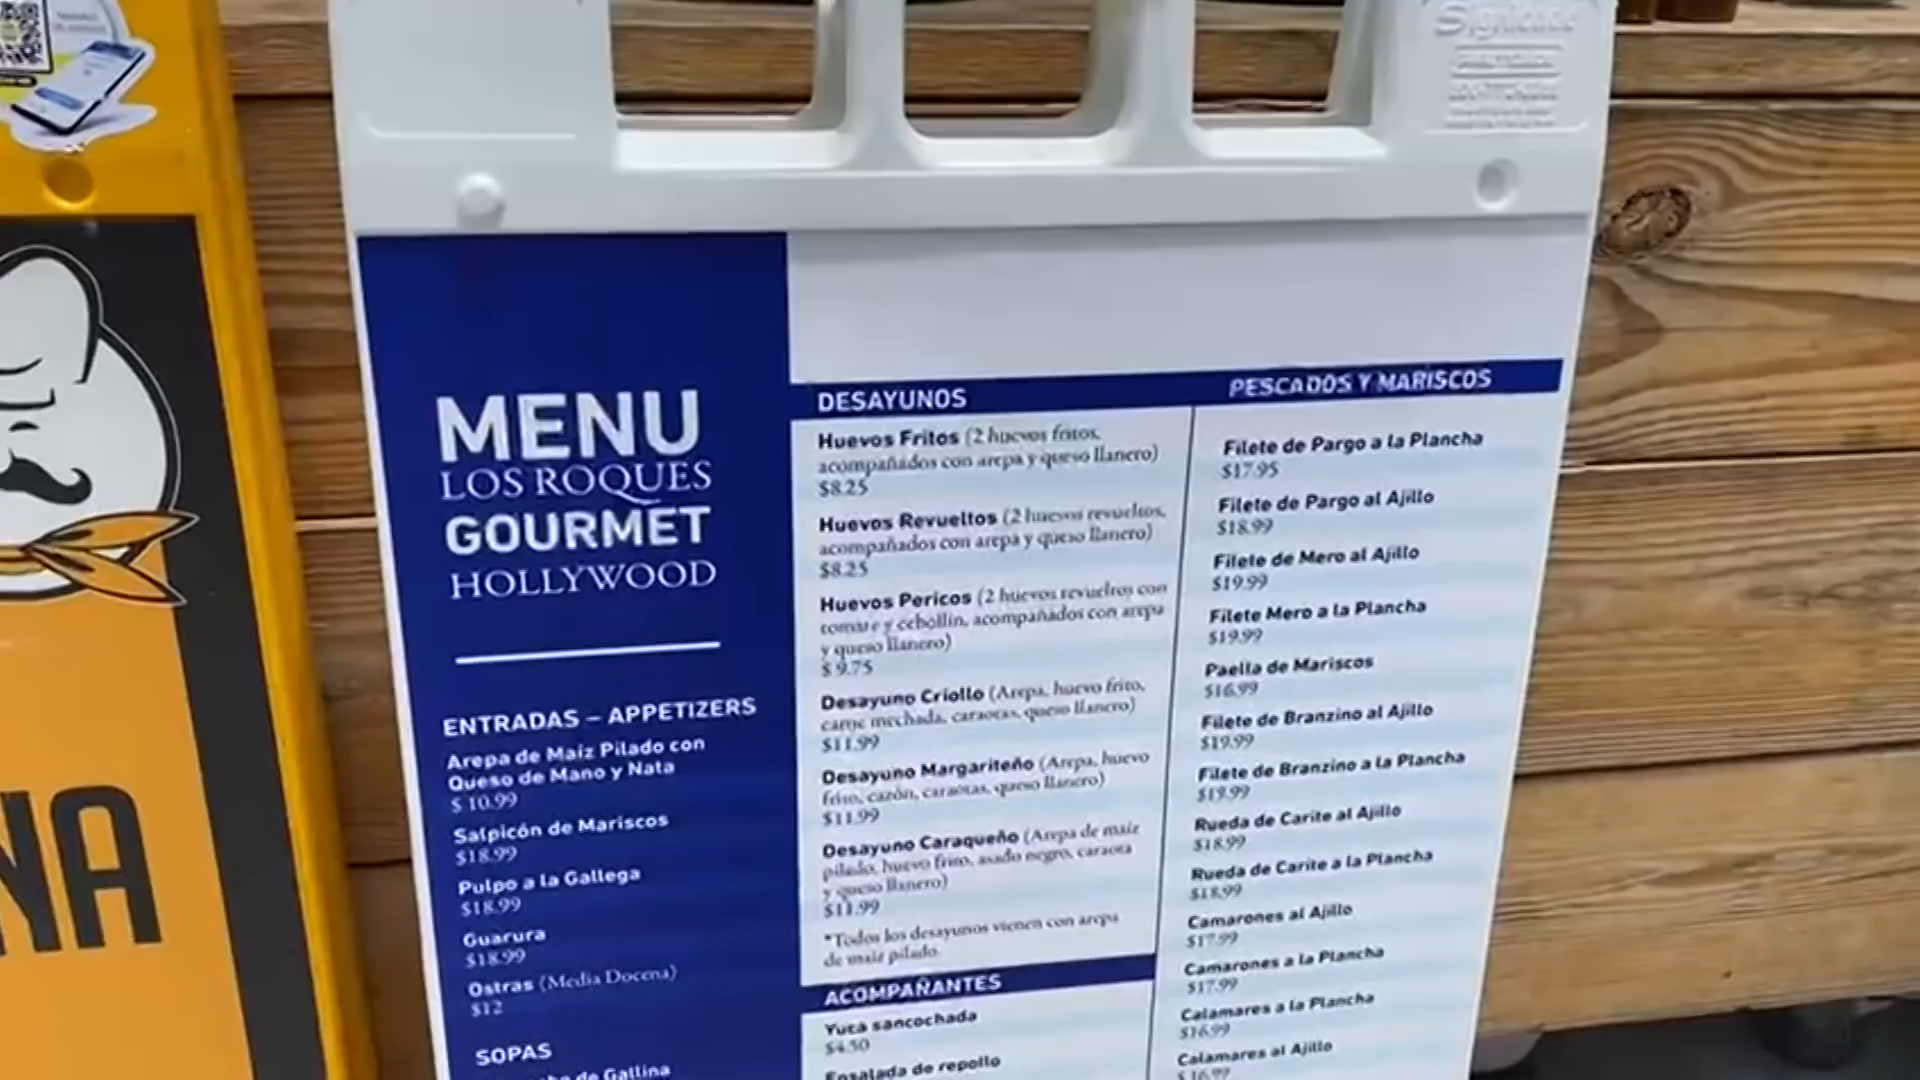 Signicade
MENU
LOS ROQUES
GOURMET
HOLLYWOOD
ENTRADAS – APPETIZERS
Arepa de Maíz Pilado con
Queso de Mano y Nata
$ 10.99
Salpicón de Mariscos
$18.99
Pulpo a la Gallega
$18.99
Guarura
$18.99
Ostras (Media Docena)
$12
SOPAS
de Gallina
DESAYUNOS
Huevos Fritos (2 huevos fritos,
acompañados con arepa y queso llanero)
$8.25
Huevos Revueltos (2 huevos revueltos,
acompañados con arepa y queso llanero)
$8.25
Huevos Pericos (2 huevos revueltos con
tomate y cebollín, acompañados con arepa
y queso llanero)
$ 9.75
Desayuno Criollo (Arepa, huevo frito,
carne mechada, caraotas, queso llanero)
$11.99
Desayuno Margariteño (Arepa, huevo
frito, cazón, caraotas, queso llanero)
$11.99
Desayuno Caraqueño (Arepa de maíz
pilado, huevo frito, asado negro, caraota
y queso llanero)
$11.99
*Todos los desayunos vienen con arepa
de maíz pilado.
ACOMPAÑANTES
Yuca sancochada
$4.50
Ensalada de repollo
PESCADOS Y MARISCOS
Filete de Pargo a la Plancha
$17.95
Filete de Pargo al Ajillo
$18.99
Filete de Mero al Ajillo
$19.99
Filete Mero a la Plancha
$19.99
Paella de Mariscos
$16.99
Filete de Branzino al Ajillo
$19.99
Filete de Branzino a la Plancha
$19.99
Rueda de Carite al Ajillo
$18.99
Rueda de Carite a la Plancha
$18.99
Camarones al Ajillo
$17.99
Camarones a la Plancha
$17.99
Calamares a la Plancha
$16.99
Calamares al Ajillo
$16.99
NA